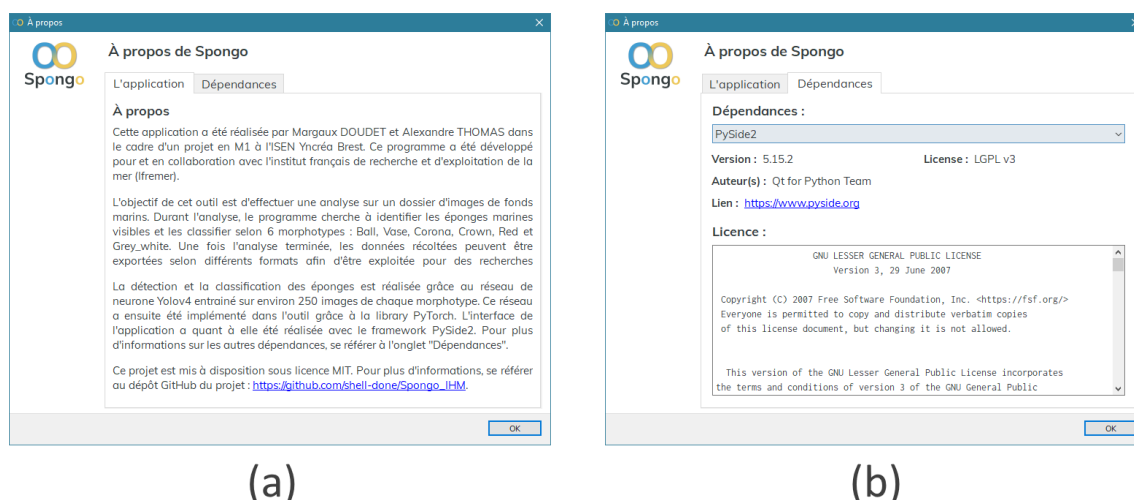 À propos
À propos de Spongo
Spongo
L'application Dépendances
À propos
Cette application a été réalisée par Margaux DOUDET et Alexandre THOMAS dans
le cadre d'un projet en M1 à l'ISEN Yncréa Brest. Ce programme a été développé
pour et en collaboration avec l'institut français de recherche et d'exploitation de la
mer (Ifremer).
L'objectif de cet outil est d'effectuer une analyse sur un dossier d'images de fonds
marins. Durant l'analyse, le programme cherche à identifier les éponges marines
visibles et les classifier selon 6 morphotypes : Ball, Vase, Corona, Crown, Red et
Grey_white. Une fois l'analyse terminée, les données récoltées peuvent être
exportées selon différents formats afin d'être exploitée pour des recherches
La détection et la classification des éponges est réalisée grâce au réseau de
neurone Yolov4 entrainé sur environ 250 images de chaque morphotype. Ce réseau
a ensuite été implémenté dans l'outil grâce à la library PyTorch. L'interface de
l'application a quant à elle été réalisée avec le framework PySide2. Pour plus
d'informations sur les autres dépendances, se référer à l'onglet "Dépendances".
Ce projet est mis à disposition sous licence MIT. Pour plus d'informations, se référer
au dépôt GitHub du projet : https://github.com/shell-done/Spongo_IHM.
OK
(a)
À propos
À propos de Spongo
Spongo
L'application Dépendances
Dépendances :
PySide2
Version : 5.15.2 License : LGPL v3
Auteur(s) : Qt for Python Team
Lien : https://www.pyside.org
Licence :
GNU LESSER GENERAL PUBLIC LICENSE
Version 3, 29 June 2007
Copyright (C) 2007 Free Software Foundation, Inc. <https://fsf.org/>
Everyone is permitted to copy and distribute verbatim copies
of this license document, but changing it is not allowed.
This version of the GNU Lesser General Public License incorporates
the terms and conditions of version 3 of the GNU General Public
OK
(b)